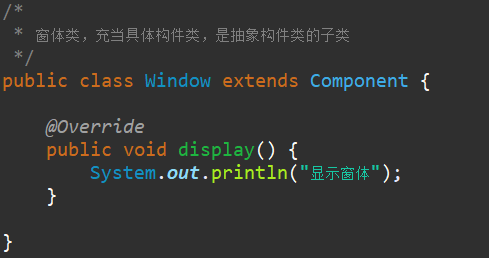 /*
 * 窗体类，充当具体构件类，是抽象构件类的子类
 */
public class Window extends Component {
    @Override
    public void display() {
        System.out.println("显示窗体");
    }
}